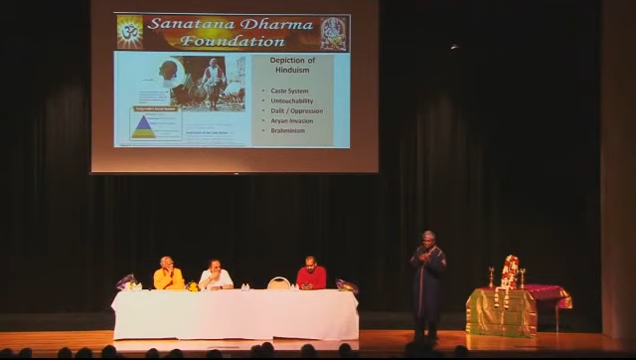 Sanatana Dharma
Foundation
Depiction of
Hinduism
• Caste System
• Untouchability
• Dalit / Oppression
• Aryan Invasion
• Brahminism